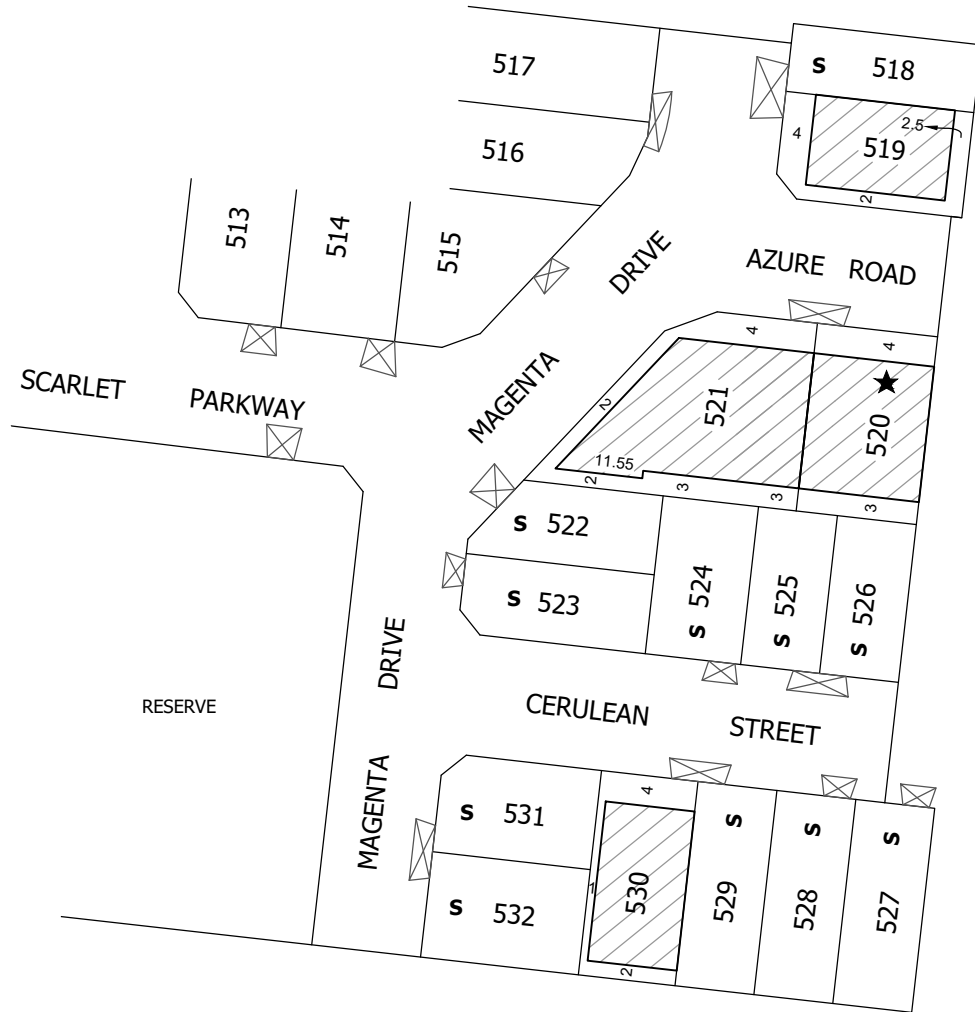 517
S 518
516
4
2.5
519
2
513
514
515
DRIVE
AZURE ROAD
4
4
SCARLET PARKWAY
MAGENTA
2
521
520
11.55
2
3
3
3
S 522
S 523
524
S
525
S
526
S
DRIVE
RESERVE
CERULEAN STREET
MAGENTA
4
S 531
S
S
S
1
530
529
528
527
S 532
2